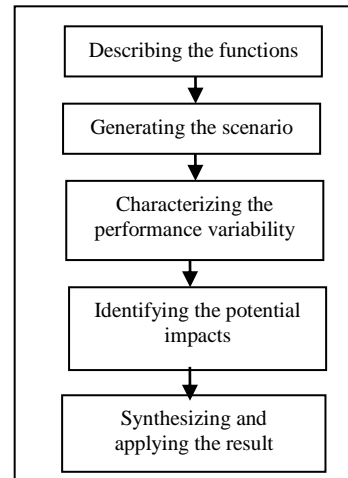 Describing the functions
Generating the scenario
Characterizing the
performance variability
Identifying the potential
impacts
Synthesizing and
applying the result